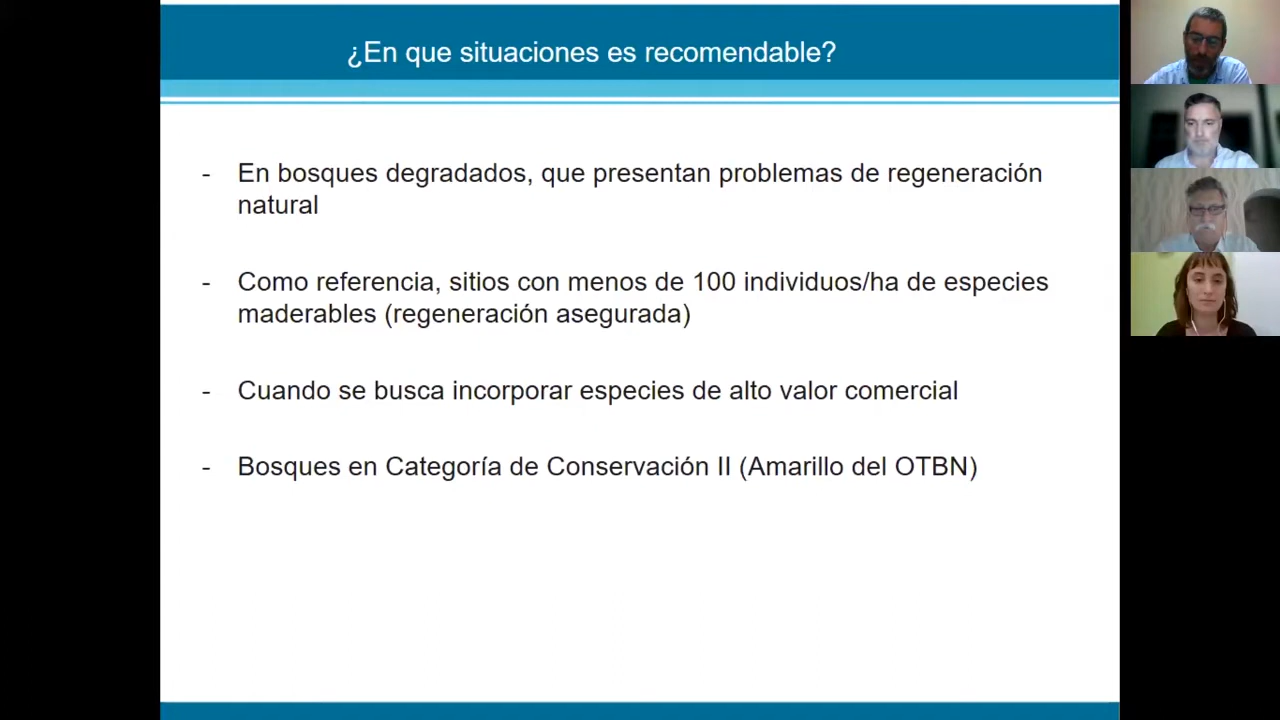 ¿En que situaciones es recomendable?
- En bosques degradados, que presentan problemas de regeneración
natural
- Como referencia, sitios con menos de 100 individuos/ha de especies
maderables (regeneración asegurada)
- Cuando se busca incorporar especies de alto valor comercial
- Bosques en Categoría de Conservación II (Amarillo del OTBN)